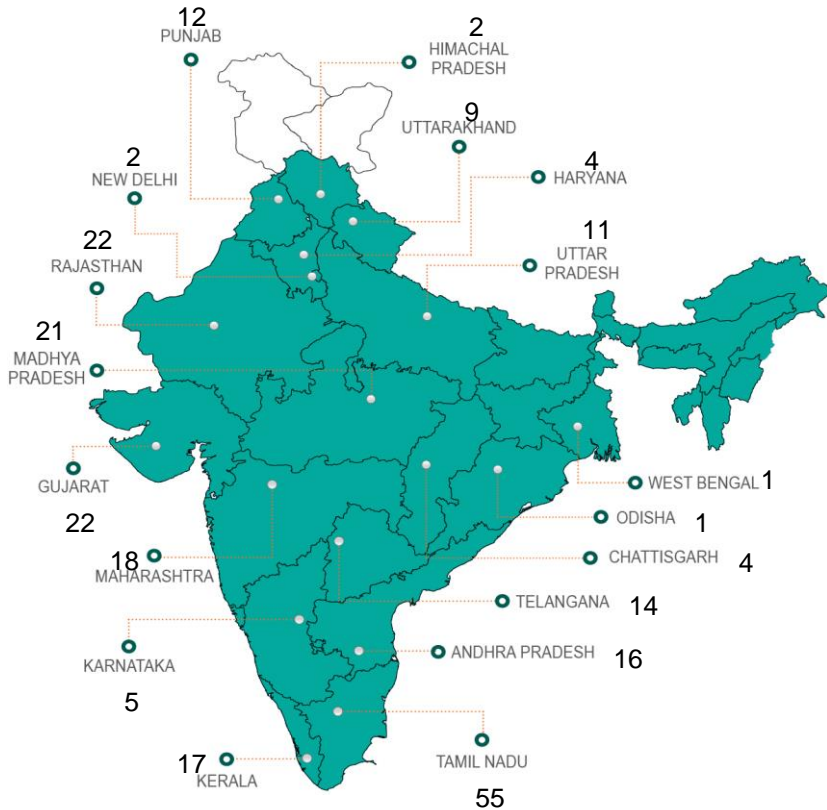 12
PUNJAB
2
HIMACHAL
PRADESH
9
UTTARAKHAND
2
NEW DELHI
4
HARYANA
22
RAJASTHAN
11
UTTAR
PRADESH
21
MADHYA
PRADESH
GUJARAT
22
WEST BENGAL 1
ODISHA 1
18
MAHARASHTRA
CHATTISGARH 4
TELANGANA 14
KARNATAKA
5
ANDHRA PRADESH 16
17
KERALA
TAMIL NADU
55